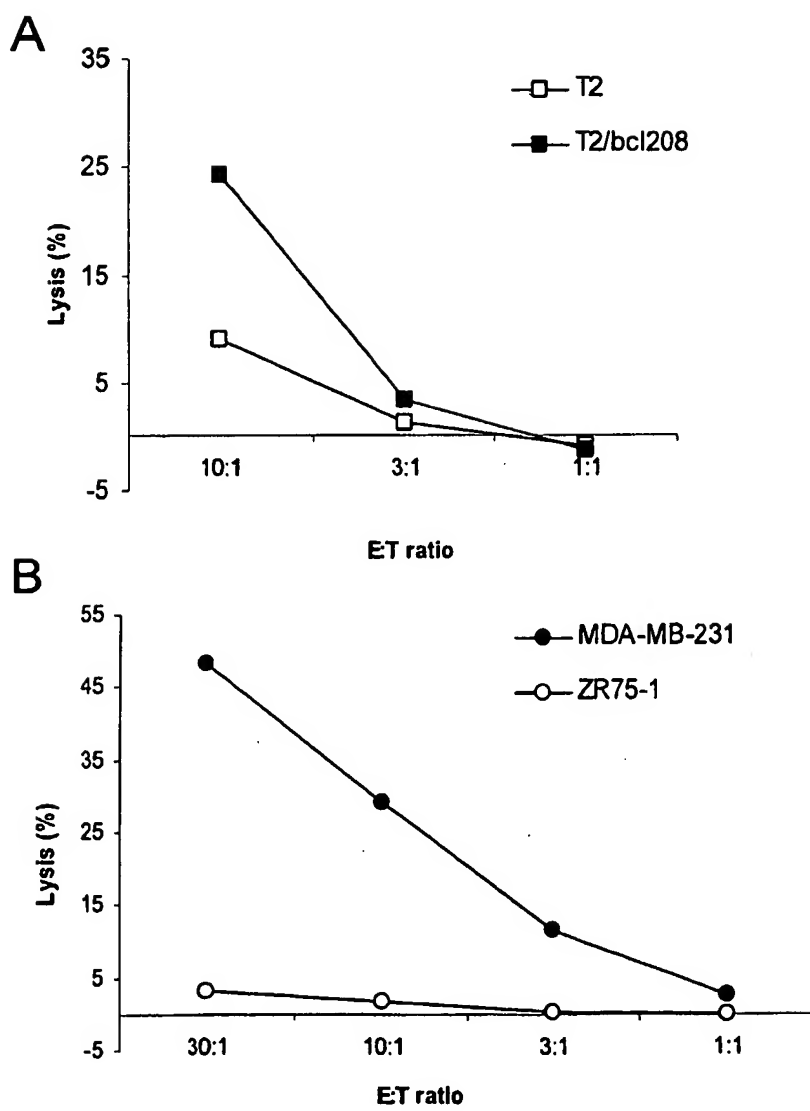 A
35
25
15
5
-5
Lysis (%)
T2
T2/bcl208
10:1 3:1 1:1
E:T ratio
B
55
45
35
25
15
5
-5
Lysis (%)
MDA-MB-231
ZR75-1
30:1 10:1 3:1 1:1
E:T ratio